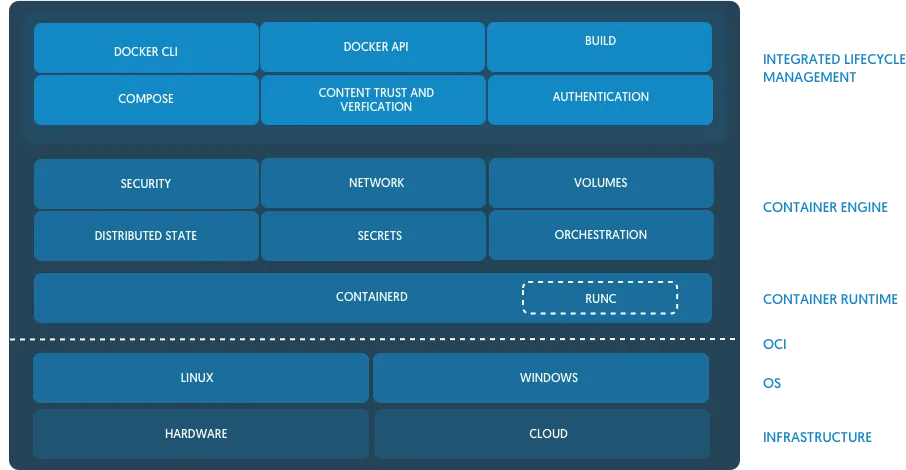 DOCKER CLI
DOCKER API
BUILD
INTEGRATED LIFECYCLE
MANAGEMENT
COMPOSE
CONTENT TRUST AND
VERFICATION
AUTHENTICATION
SECURITY
NETWORK
VOLUMES
CONTAINER ENGINE
DISTRIBUTED STATE
SECRETS
ORCHESTRATION
CONTAINERD
RUNC
CONTAINER RUNTIME
OCI
LINUX
WINDOWS
OS
HARDWARE
CLOUD
INFRASTRUCTURE